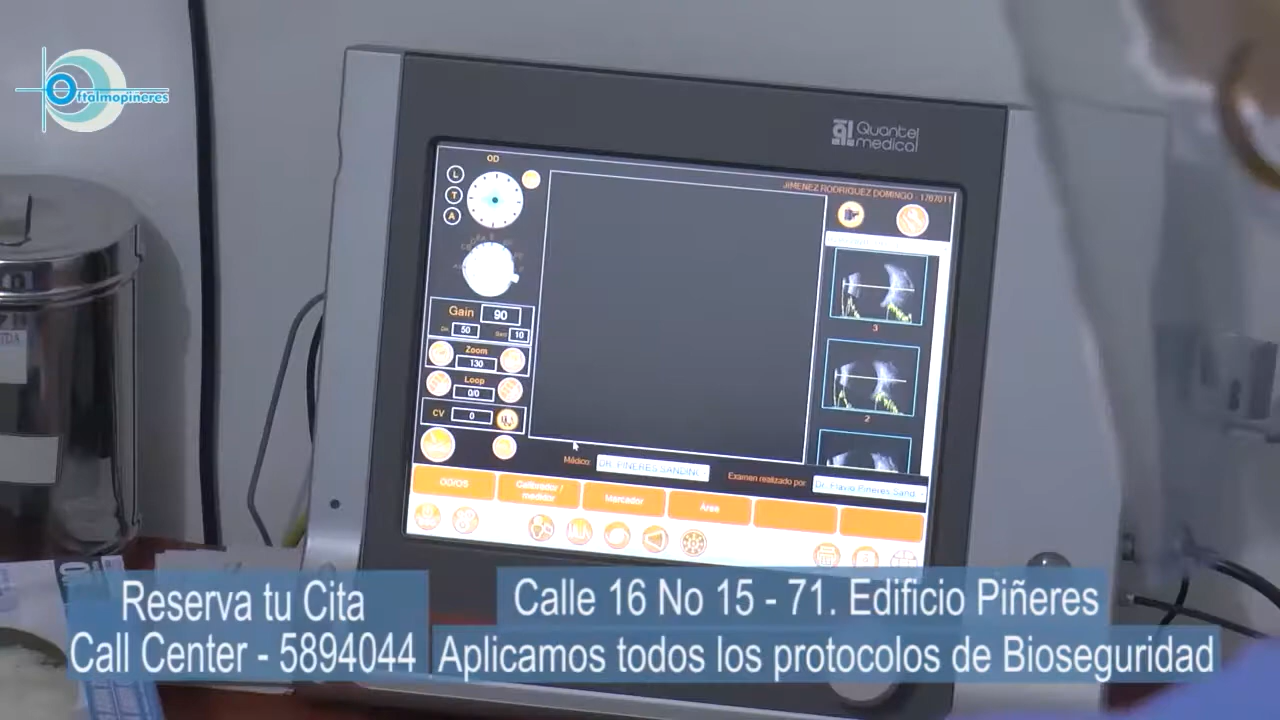 Oftalmopiñeres
Quantel
medical
OD
JIMENEZ RODRIGUEZ DOMINGO - 1767011
L
T
A
Gain 90
50 10
Zoom
130
3
Loop
0/0
CV 0
2
Médico: DR. PIÑERES SANDINO
Examen realizado por Dr. Flavio Piñeres Sand
OD/OS
Calibrador /
medidor
Marcador
Área
Reserva tu Cita
Call Center - 5894044
Calle 16 No 15 - 71. Edificio Piñeres
Aplicamos todos los protocolos de Bioseguridad